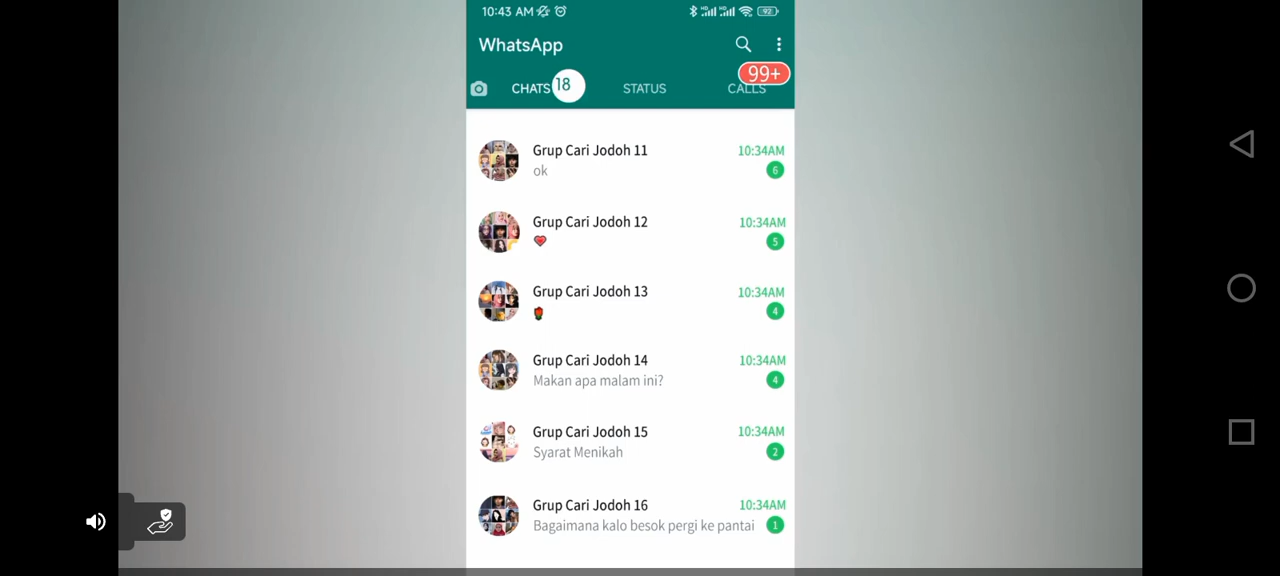 10:43 AM 92
WhatsApp
99+
CHATS 18 STATUS CALLS
Grup Cari Jodoh 11 10:34AM
ok 6
Grup Cari Jodoh 12 10:34AM
5
Grup Cari Jodoh 13 10:34AM
4
Grup Cari Jodoh 14 10:34AM
Makan apa malam ini? 4
Grup Cari Jodoh 15 10:34AM
Syarat Menikah 2
Grup Cari Jodoh 16 10:34AM
Bagaimana kalo besok pergi ke pantai 1